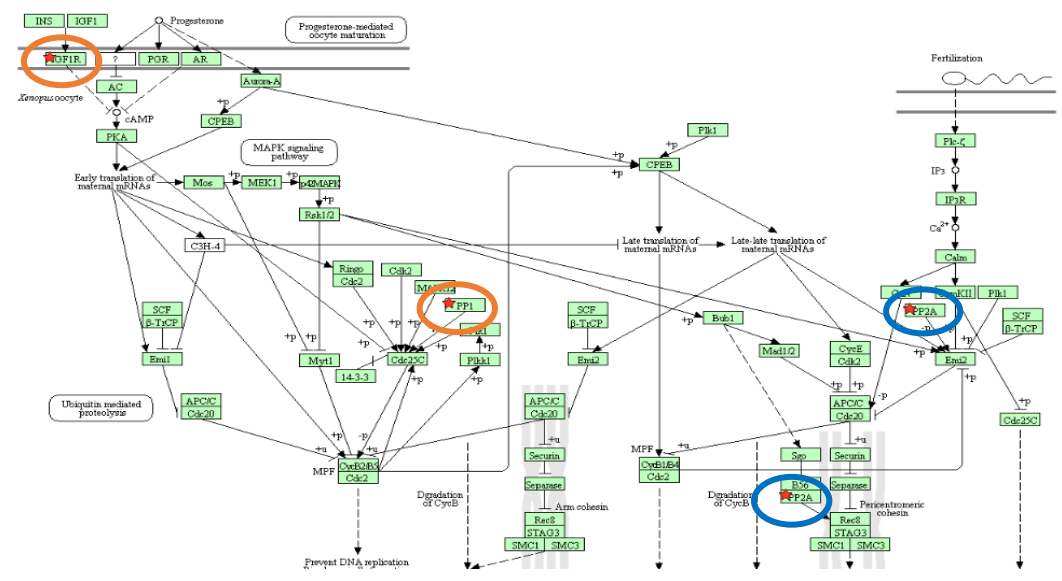 INS IGF1
Progesterone
Progesterone-mediated
oocyte maturation
IGF1R
?
PGR
AR
AC
Aurora-A
Xenopus oocyte
cAMP
+p
CPEB
PKA
MAPK signaling
pathway
Early translation of
maternal mRNAs
Mos
+p
MEK1
+p
p42MAPK
+p
Rsk1/2
C3H-4
Ringo
Cdc2
Cdk2
PP1
+p
+p
+p
+p
+p
+p
+p
SCF
β-TrCP
Emi1
Myt1
14-3-3
Cdc25C
+p
+p
Plkk1
Ubiquitin mediated
proteolysis
APC/C
Cdc20
+u
+p
-p
+p
+u
MPF
CycB2/B5
Cdc2
Prevent DNA replication
Plk1
+p
+p
+p
CPEB
Late translation of
maternal mRNAs
Late-late translation of
maternal mRNAs
SCF
β-TrCP
Emi2
APC/C
Cdc20
+u
Securin
Separase
Arm cohesin
Rec8
STAG3
SMC1 SMC3
Dgradation
of CycB
+p
Bub1
Mad1/2
+p
CycE
Cdk2
+p
APC/C
Cdc20
-p
+u
+u
MPF
CycB1/B4
Cdc2
Sgo
B56
PP2A
Securin
Separase
Pericentromeric
cohesin
Rec8
STAG3
SMC1 SMC3
Dgradation
of CycB
Fertilization
Plc-ζ
IP3
IP3R
Ca2+
Calm
CaMKII
Plk1
PP2A
-p
+p
+p
SCF
β-TrCP
Emi2
+p
+p
Cdc25C